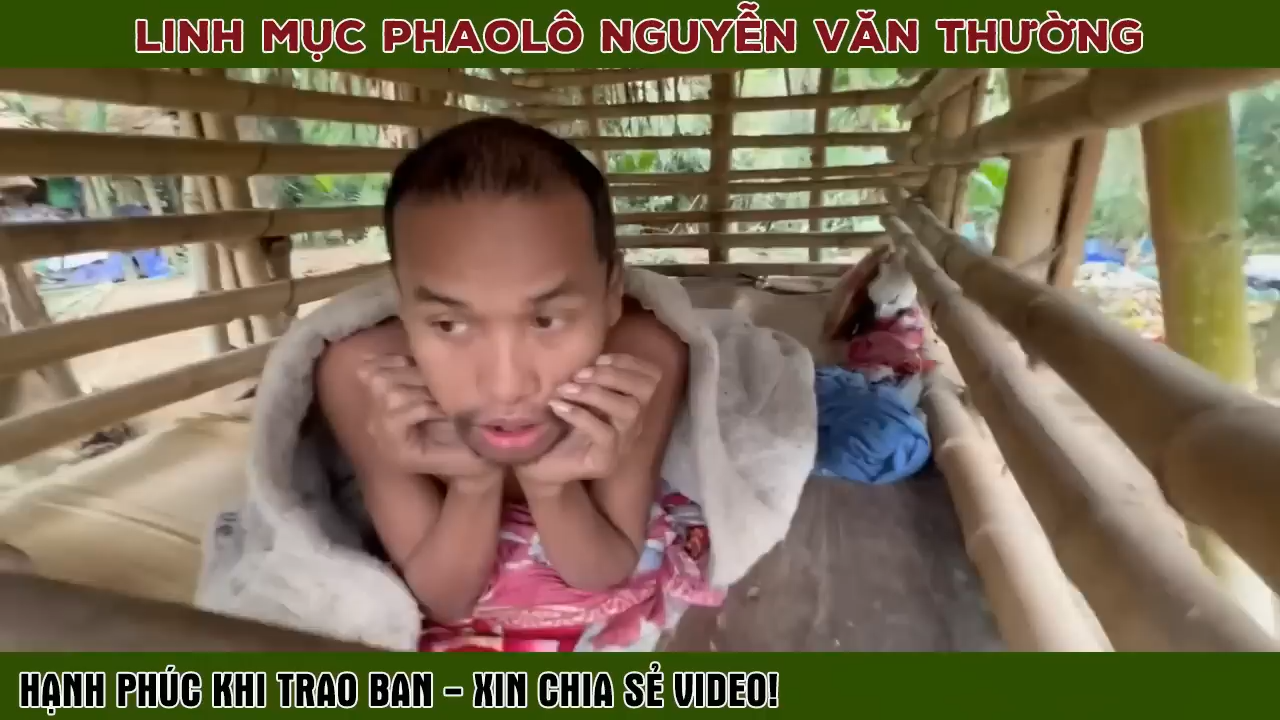 LINH MỤC PHAOLÔ NGUYỄN VĂN THƯỜNG
HẠNH PHÚC KHI TRAO BAN – XIN CHIA SẺ VIDEO!